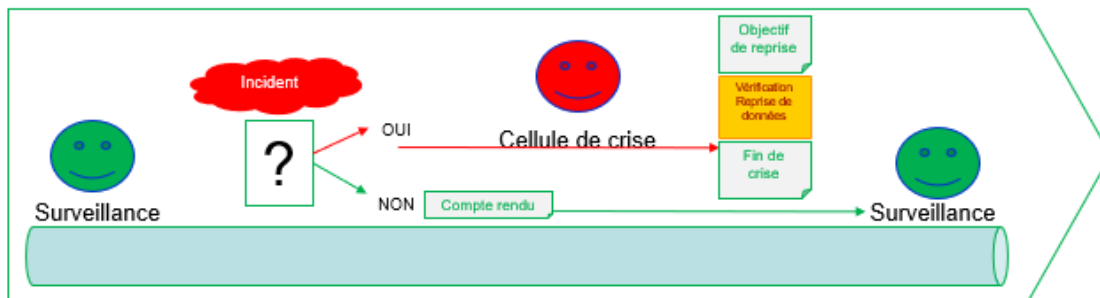 Incident
?
OUI
NON
Compte rendu
Surveillance
Cellule de crise
Objectif
de reprise
Vérification
Reprise de
données
Fin de
crise
Surveillance